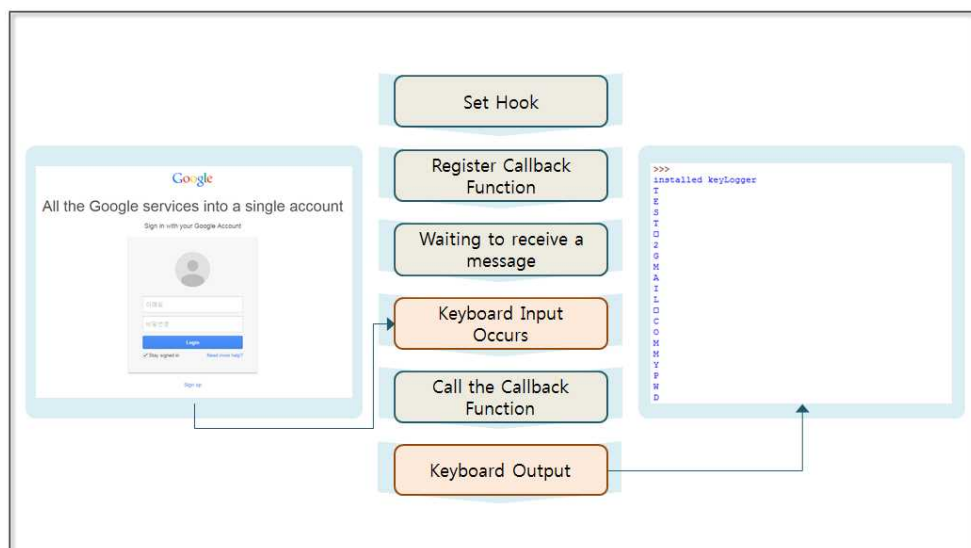 Set Hook
Register Callback
Function
Waiting to receive a
message
Keyboard Input
Occurs
Call the Callback
Function
Keyboard Output
Google
All the Google services into a single account
Sign in with your Google Account
Login
Stay signed in
Need more help?
Sign up
>>>
installed keyLogger
T
E
S
T
□
2
G
M
A
I
L
□
C
O
M
M
Y
P
W
D